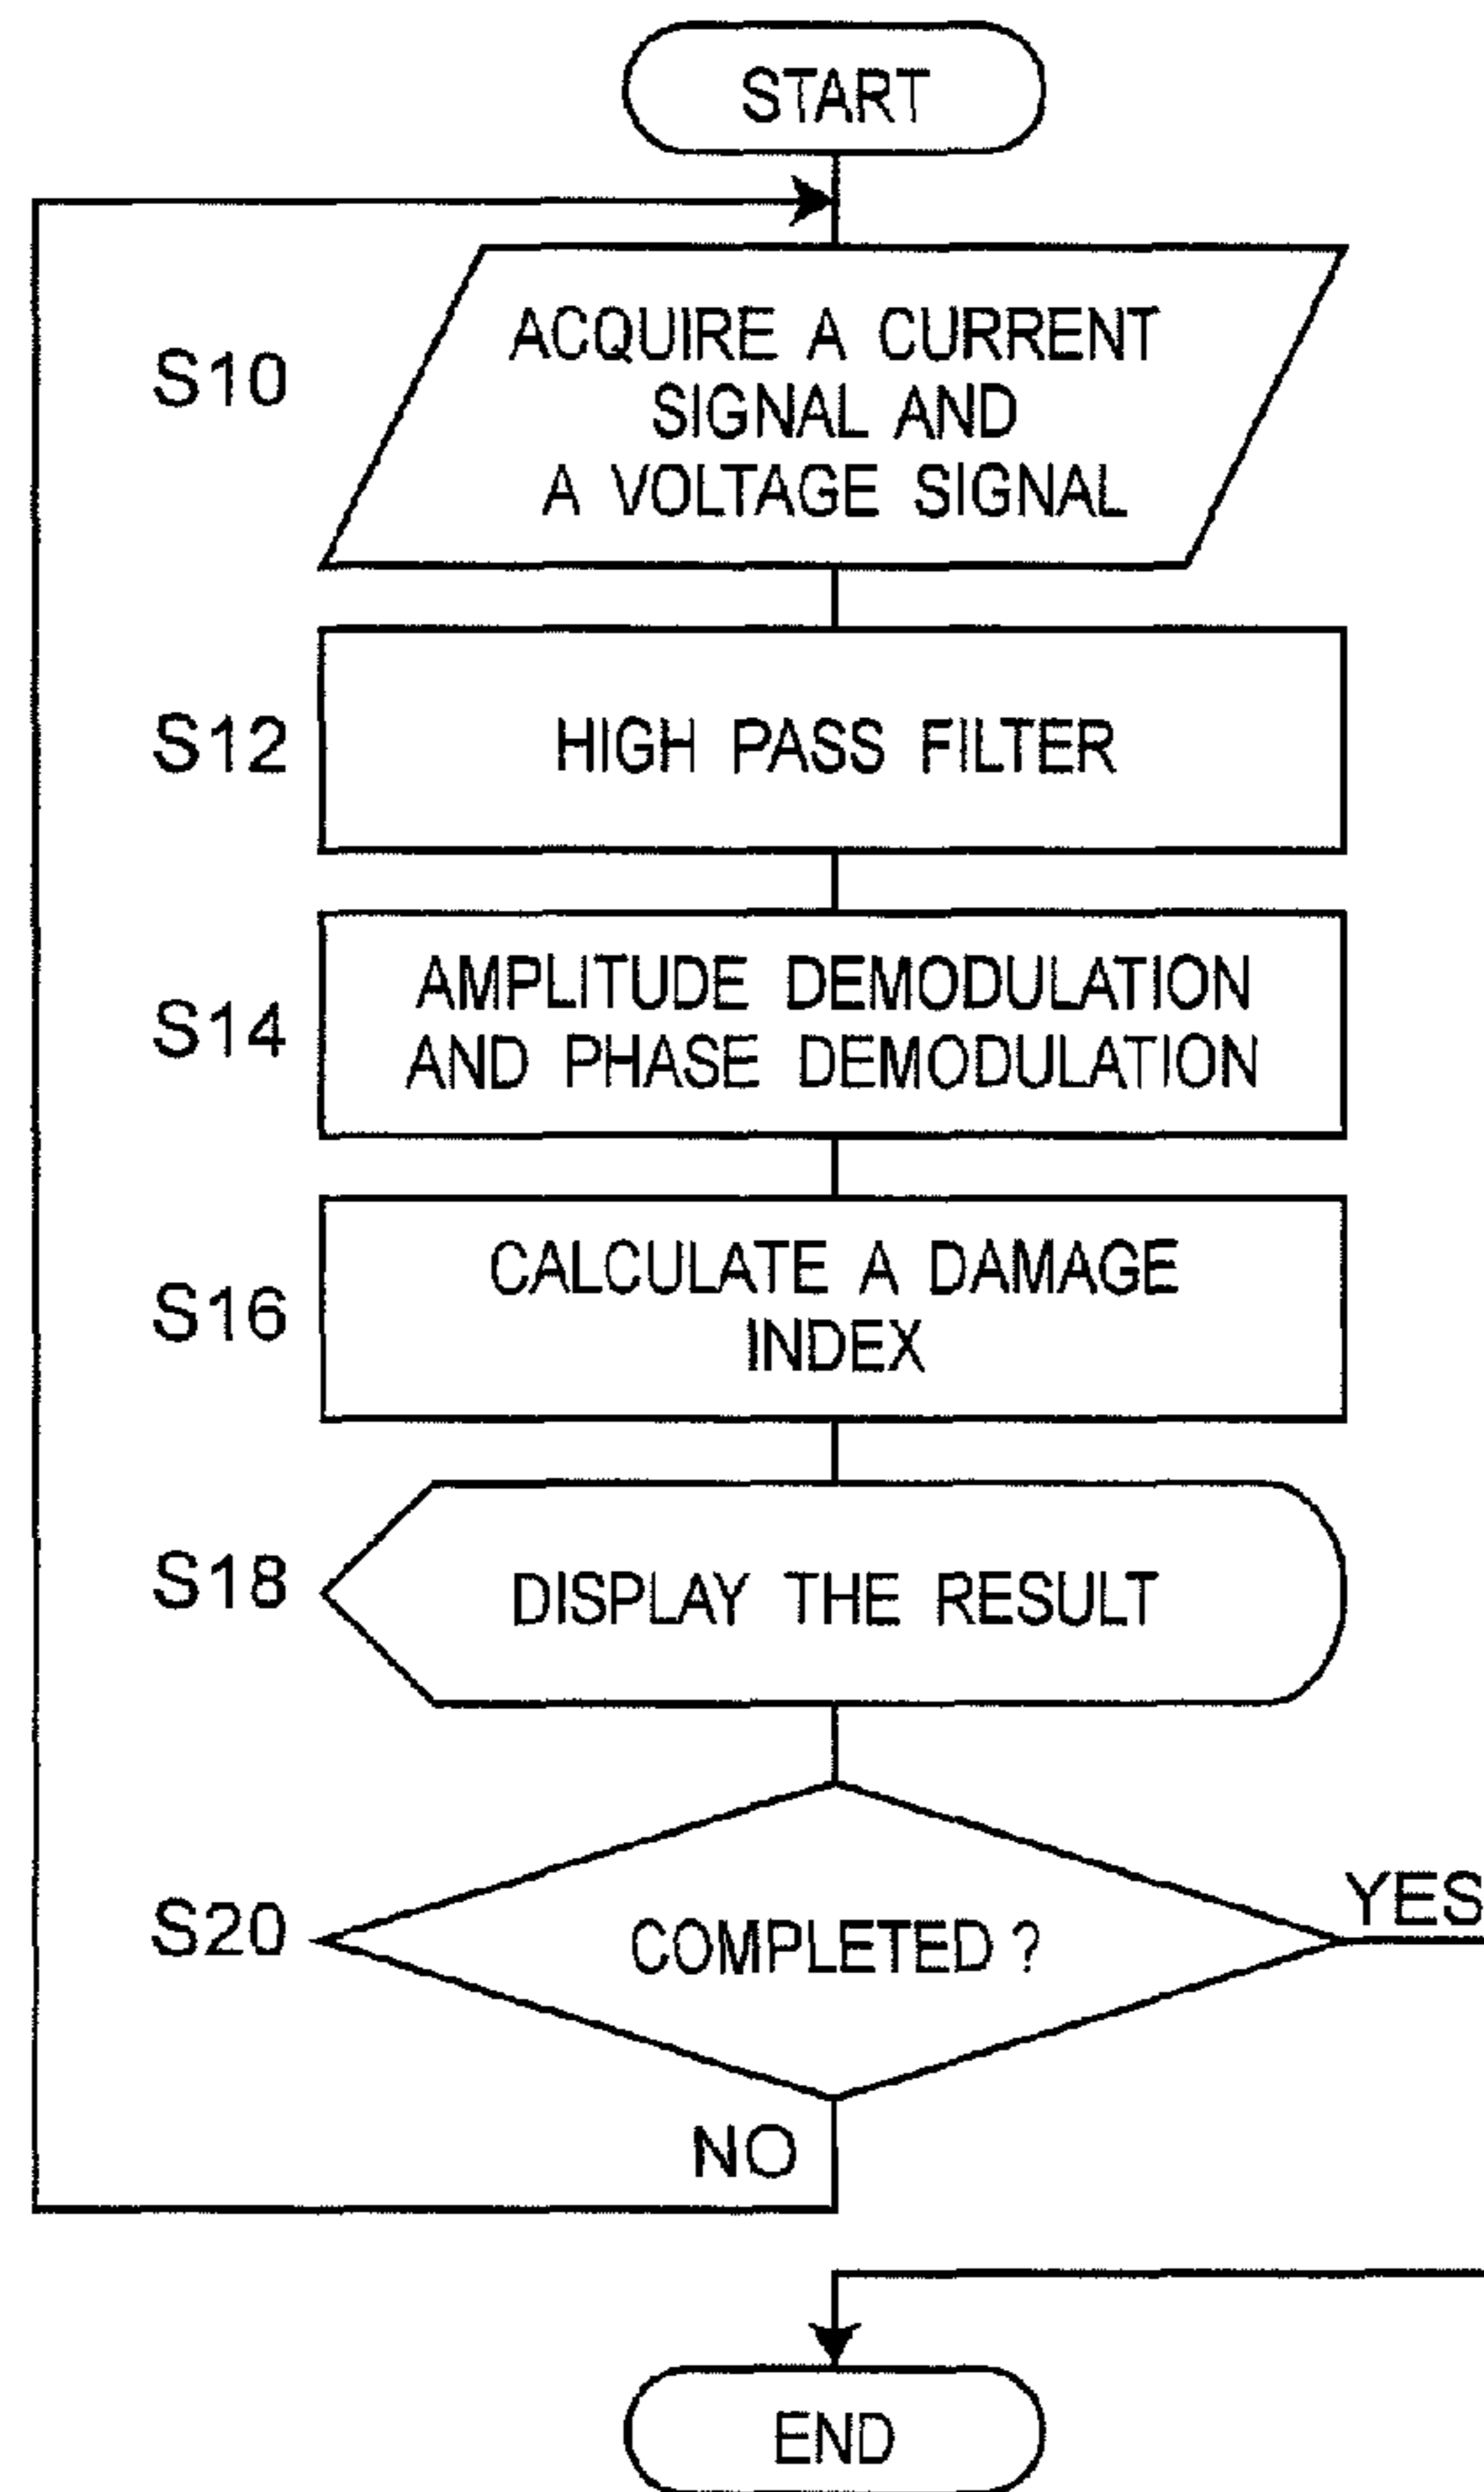 START
S10
ACQUIRE A CURRENT
SIGNAL AND
A VOLTAGE SIGNAL
S12
HIGH PASS FILTER
S14
AMPLITUDE DEMODULATION
AND PHASE DEMODULATION
S16
CALCULATE A DAMAGE
INDEX
S18
DISPLAY THE RESULT
S20
COMPLETED ?
YES
NO
END